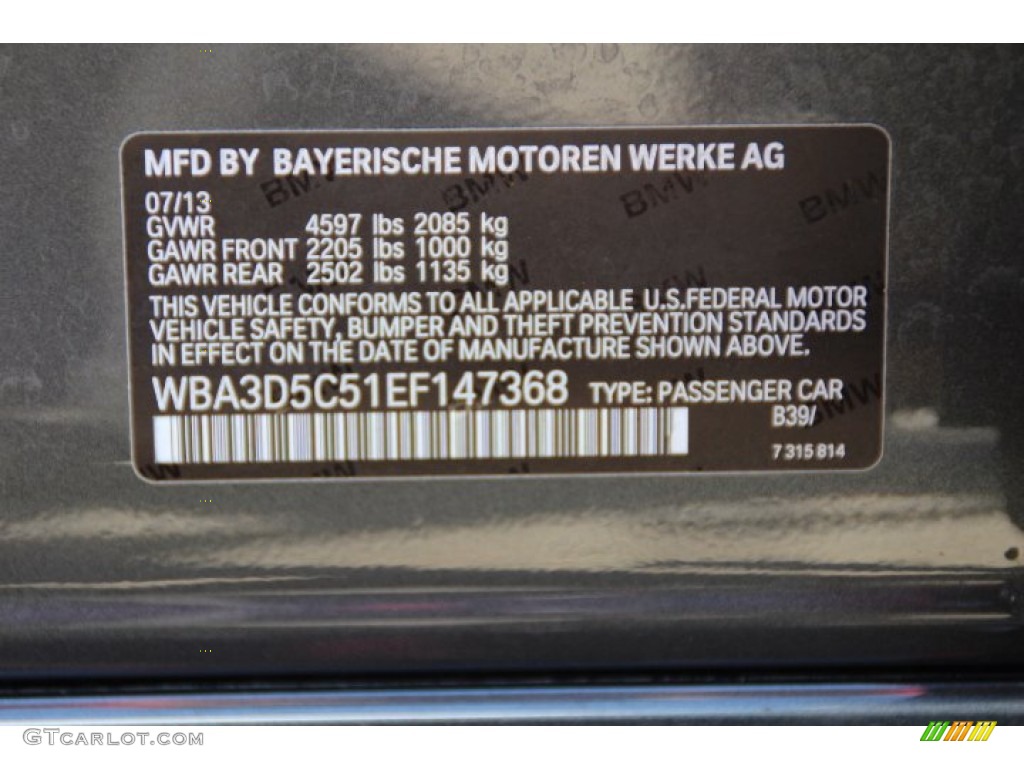 MFD BY BAYERISCHE MOTOREN WERKE AG
07/13
GVWR 4597 lbs 2085 kg
GAWR FRONT 2205 lbs 1000 kg
GAWR REAR 2502 lbs 1135 kg
THIS VEHICLE CONFORMS TO ALL APPLICABLE U.S.FEDERAL MOTOR
VEHICLE SAFETY, BUMPER AND THEFT PREVENTION STANDARDS
IN EFFECT ON THE DATE OF MANUFACTURE SHOWN ABOVE.
WBA3D5C51EF147368 TYPE: PASSENGER CAR
B39/
7 315 814
GTCarlot.com